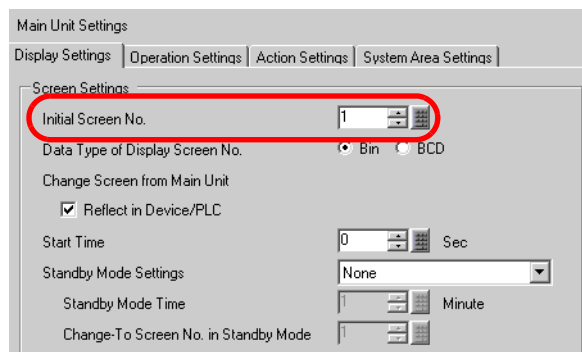 Main Unit Settings
Display Settings Operation Settings Action Settings System Area Settings
Screen Settings
Initial Screen No. 1
Data Type of Display Screen No. Bin BCD
Change Screen from Main Unit
Reflect in Device/PLC
Start Time 0 Sec
Standby Mode Settings None
Standby Mode Time 1 Minute
Change-To Screen No. in Standby Mode 1